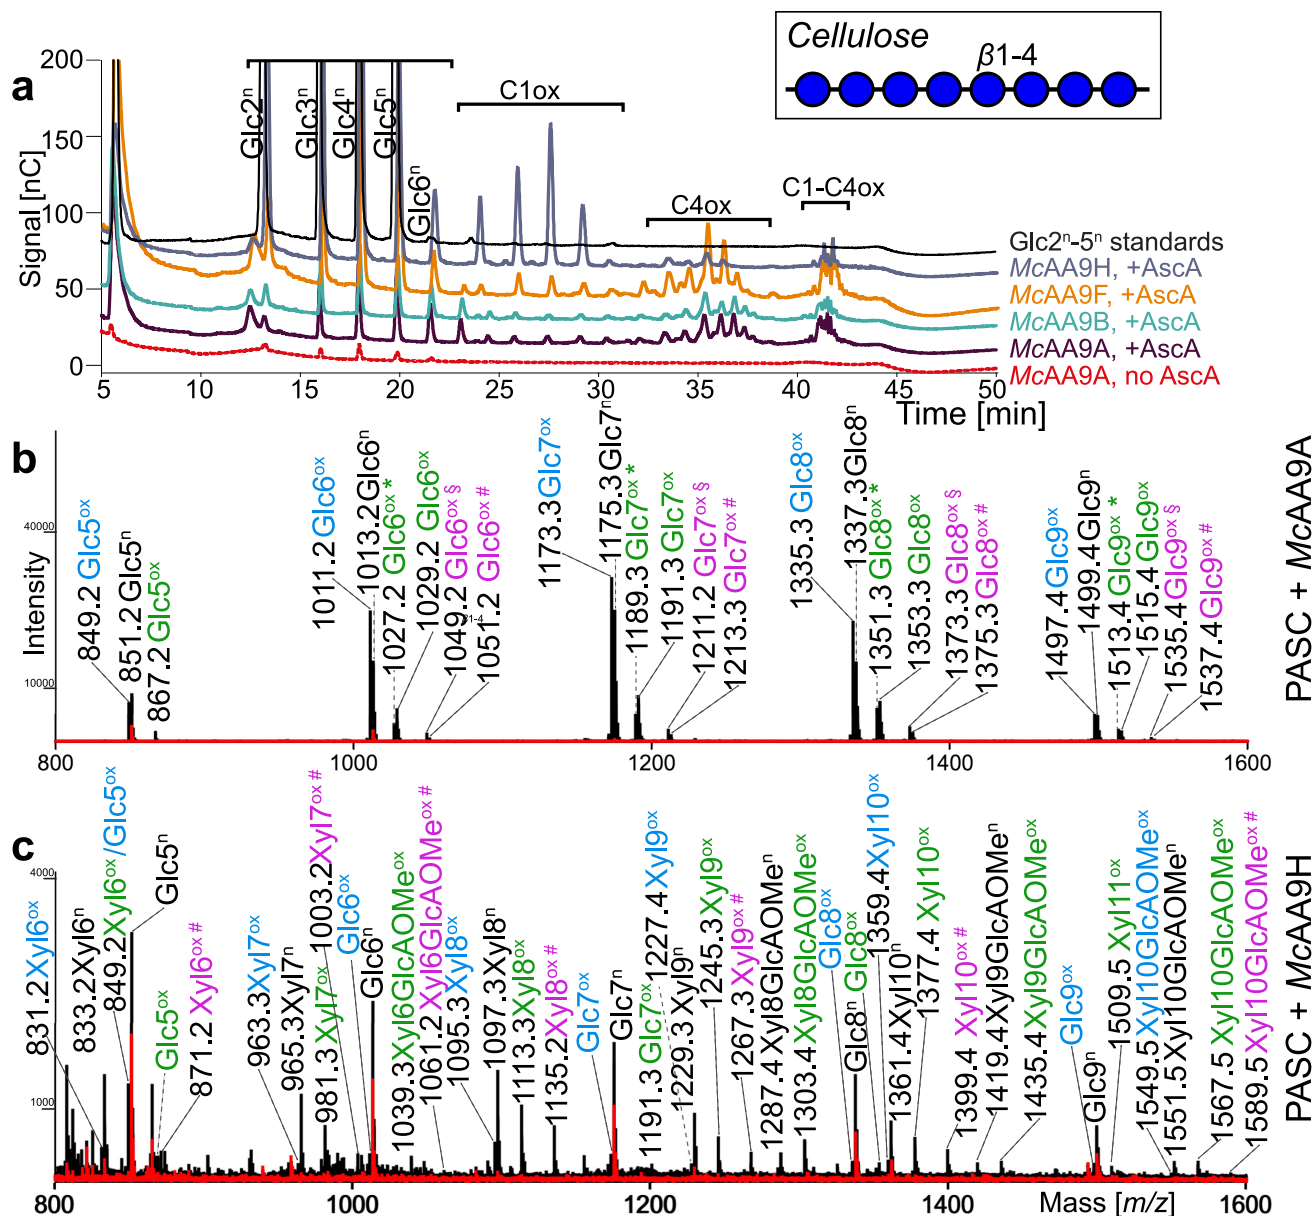 a
Signal [nC]
200
150
100
50
0
Glc2ⁿ
Glc3ⁿ
Glc4ⁿ
Glc5ⁿ
Glc6ⁿ
C1ox
C4ox
C1-C4ox
Cellulose
β1-4
Glc2ⁿ-5ⁿ standards
McAA9H, +AscA
McAA9F, +AscA
McAA9B, +AscA
McAA9A, +AscA
McAA9A, no AscA
5 10 15 20 25 30 35 40 45 50
Time [min]
b
Intensity
40000
10000
849.2 Glc5ᵒˣ
851.2 Glc5ⁿ
867.2 Glc5ᵒˣ
1011.2 Glc6ᵒˣ
1013.2 Glc6ⁿ
1027.2 Glc6ᵒˣ *
1029.2 Glc6ᵒˣ
1049.2 Glc6ᵒˣ §
β1-4
1051.2 Glc6ᵒˣ #
1173.3 Glc7ᵒˣ
1175.3 Glc7ⁿ
1189.3 Glc7ᵒˣ *
1191.3 Glc7ᵒˣ
1211.2 Glc7ᵒˣ §
1213.3 Glc7ᵒˣ #
1335.3 Glc8ᵒˣ
1337.3 Glc8ⁿ
1351.3 Glc8ᵒˣ *
1353.3 Glc8ᵒˣ
1373.3 Glc8ᵒˣ §
1375.3 Glc8ᵒˣ #
1497.4 Glc9ᵒˣ
1499.4 Glc9ⁿ
1513.4 Glc9ᵒˣ *
1515.4 Glc9ᵒˣ
1535.4 Glc9ᵒˣ §
1537.4 Glc9ᵒˣ #
800 1000 1200 1400 1600
PASC + McAA9A
c
4000
1000
831.2 Xyl6ᵒˣ
833.2 Xyl6ⁿ
849.2 Xyl6ᵒˣ/Glc5ᵒˣ
Glc5ⁿ
Glc5ᵒˣ
871.2 Xyl6ᵒˣ #
963.3 Xyl7ᵒˣ
965.3 Xyl7ⁿ
981.3 Xyl7ᵒˣ
1003.2 Xyl7ᵒˣ #
Glc6ᵒˣ
Glc6ⁿ
1039.3 Xyl6GlcAOMeᵒˣ
1061.2 Xyl6GlcAOMeᵒˣ #
1095.3 Xyl8ᵒˣ
1097.3 Xyl8ⁿ
1113.3 Xyl8ᵒˣ
1135.2 Xyl8ᵒˣ #
Glc7ᵒˣ
Glc7ⁿ
1191.3 Glc7ᵒˣ
1227.4 Xyl9ᵒˣ
1229.3 Xyl9ⁿ
1245.3 Xyl9ᵒˣ
1267.3 Xyl9ᵒˣ #
1287.4 Xyl8GlcAOMeⁿ
1303.4 Xyl8GlcAOMeᵒˣ
Glc8ᵒˣ
Glc8ⁿ
Glc8ᵒˣ
1359.4 Xyl10ᵒˣ
1361.4 Xyl10ⁿ
1377.4 Xyl10ᵒˣ
1399.4 Xyl10ᵒˣ #
1419.4 Xyl9GlcAOMeⁿ
1435.4 Xyl9GlcAOMeᵒˣ
Glc9ᵒˣ
Glc9ⁿ
1509.5 Xyl11ᵒˣ
1549.5 Xyl10GlcAOMeᵒˣ
1551.5 Xyl10GlcAOMeⁿ
1567.5 Xyl10GlcAOMeᵒˣ
1589.5 Xyl10GlcAOMeᵒˣ #
800 1000 1200 1400 1600
Mass [m/z]
PASC + McAA9H